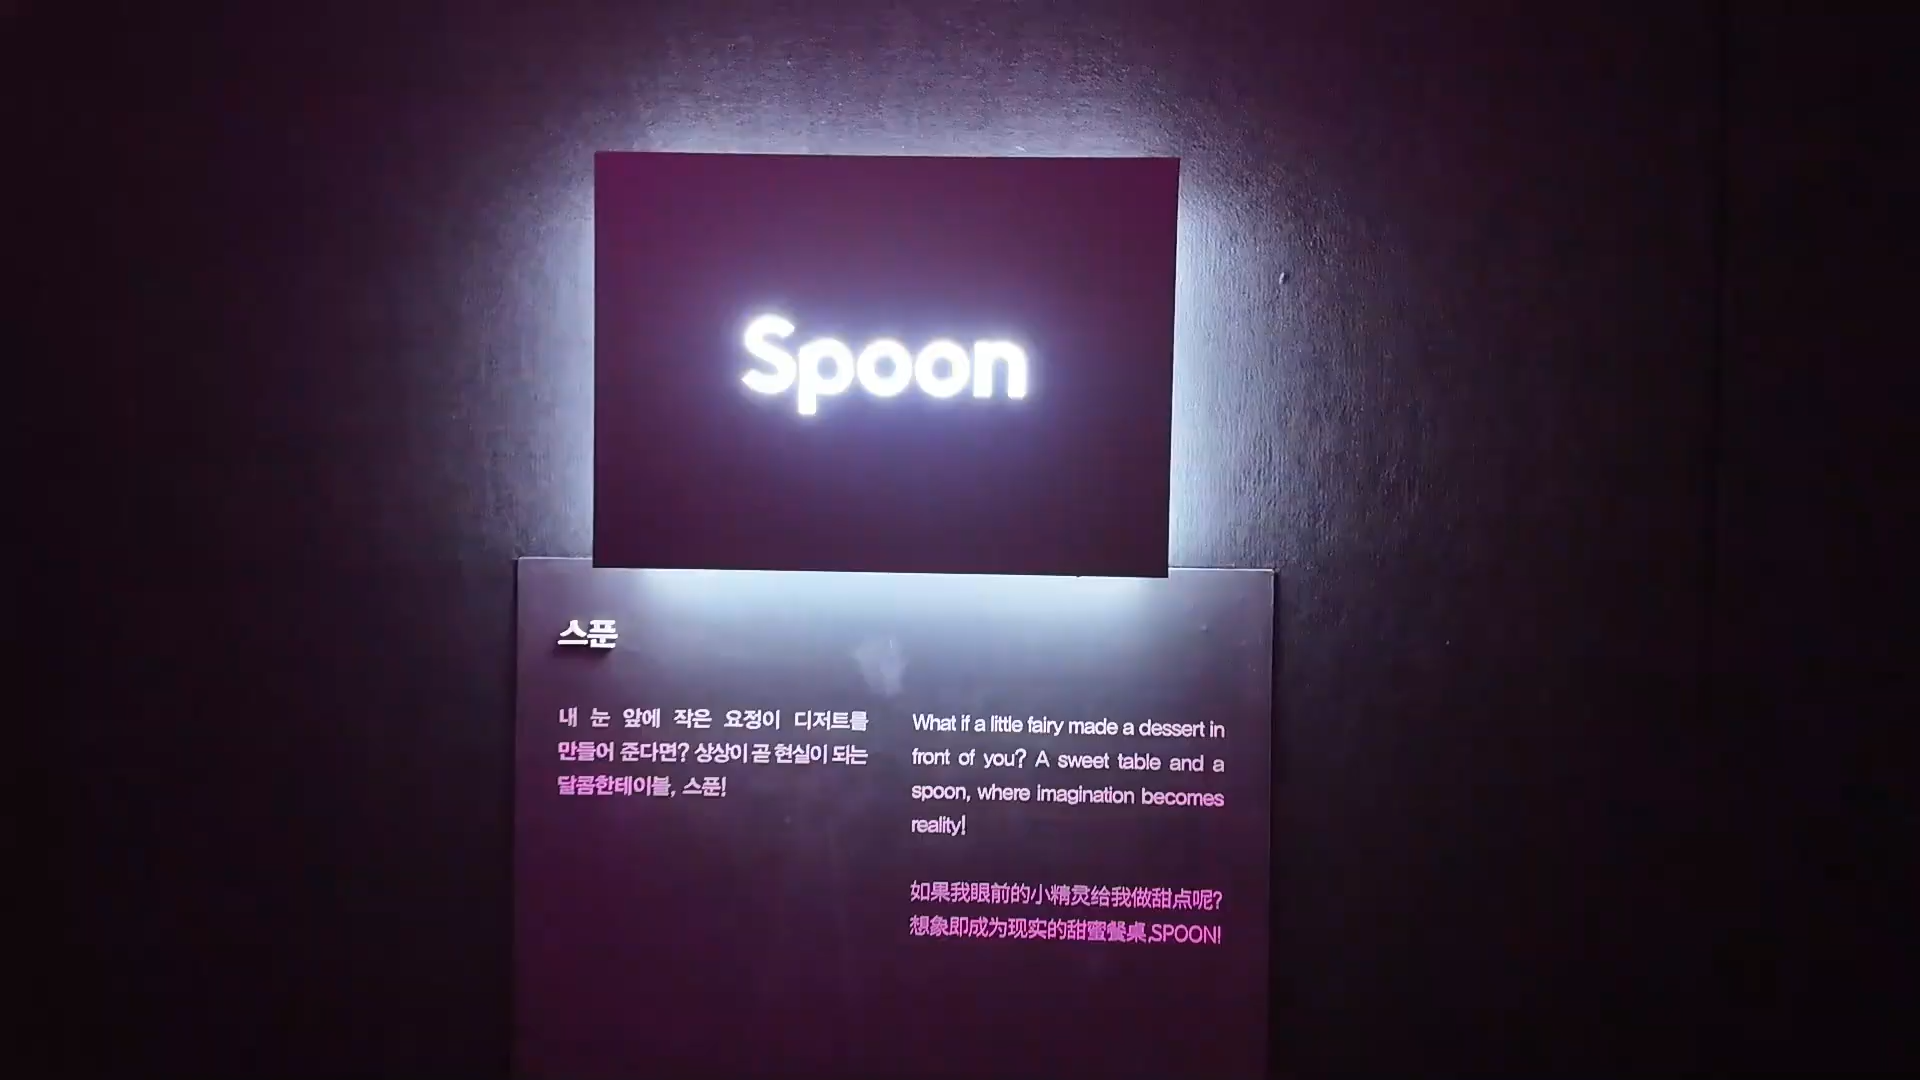 Spoon
스푼
내 눈 앞에 작은 요정이 디저트를
만들어 준다면? 상상이 곧 현실이 되는
달콤한테이블, 스푼!
What if a little fairy made a dessert in
front of you? A sweet table and a
spoon, where imagination becomes
reality!
如果我眼前的小精灵给我做甜点呢?
想象即成为现实的甜蜜餐桌,SPOON!